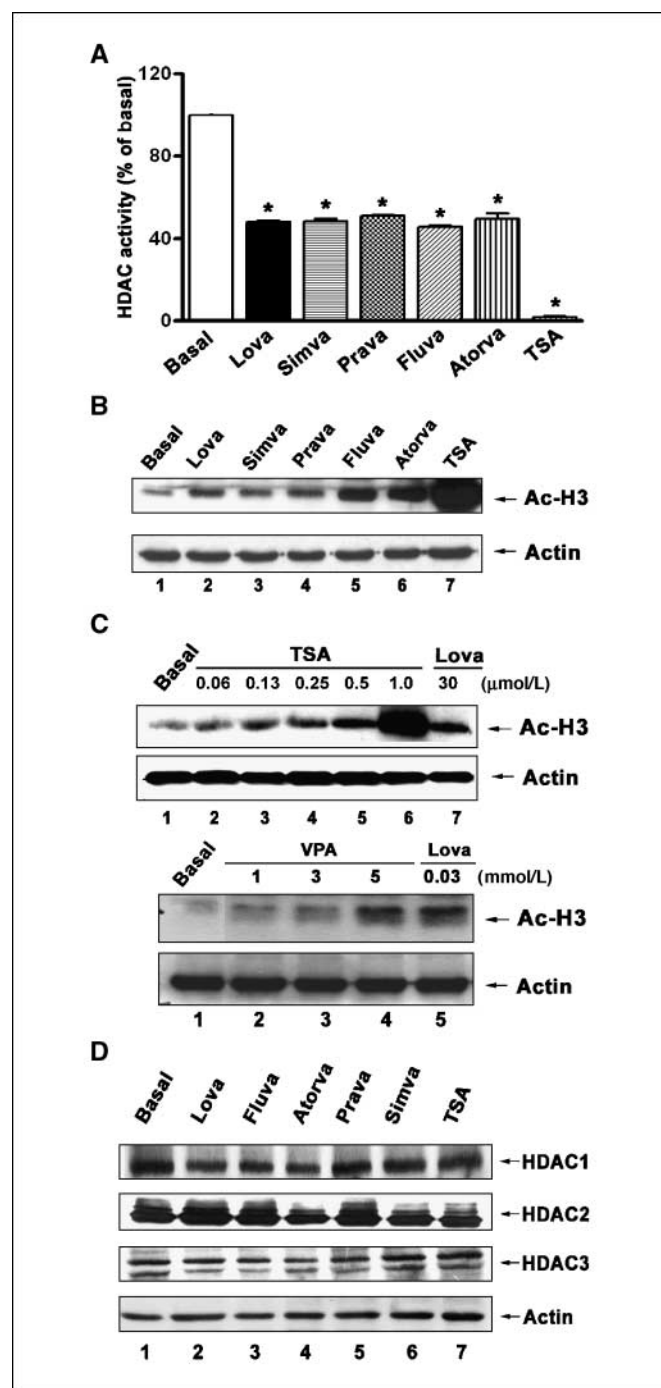 A
120
80
40
0
HDAC activity (% of basal)
* * * * * *
Basal Lova Simva Prava Fluva Atorva TSA
B
Basal Lova Simva Prava Fluva Atorva TSA
← Ac-H3
← Actin
1 2 3 4 5 6 7
C
Basal TSA Lova
0.06 0.13 0.25 0.5 1.0 30 (μmol/L)
← Ac-H3
← Actin
1 2 3 4 5 6 7
Basal VPA Lova
1 3 5 0.03 (mmol/L)
← Ac-H3
← Actin
1 2 3 4 5
D
Basal Lova Fluva Atorva Prava Simva TSA
←HDAC1
←HDAC2
←HDAC3
←Actin
1 2 3 4 5 6 7